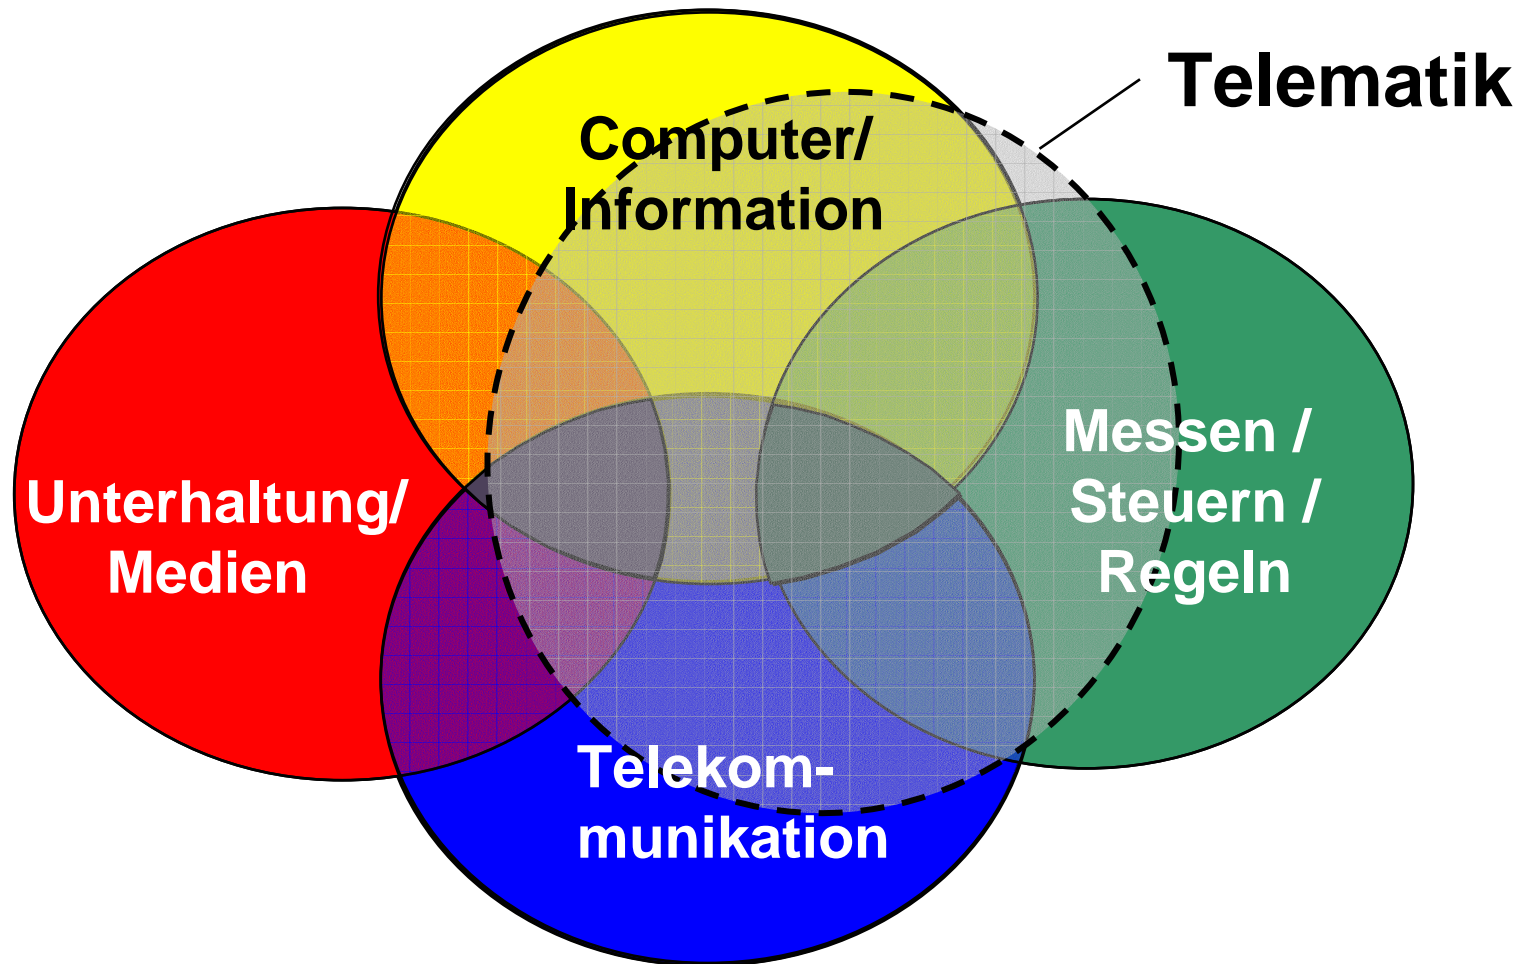 Telematik
Computer/
Information
Unterhaltung/
Medien
Messen /
Steuern /
Regeln
Telekom-
munikation